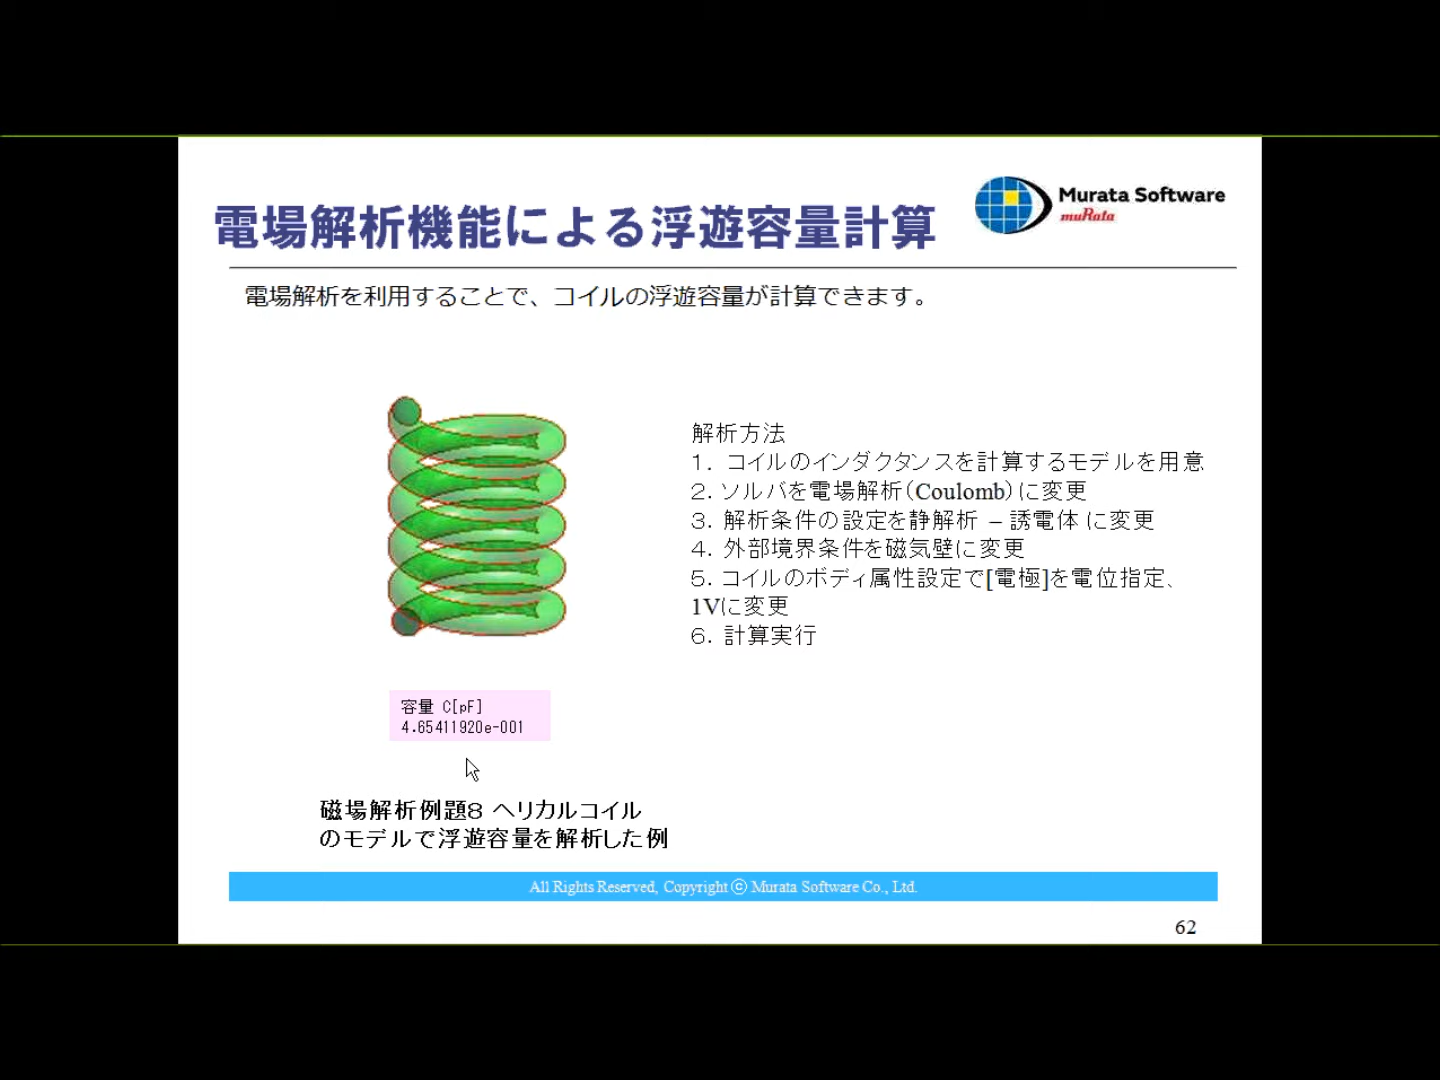 電場解析機能による浮遊容量計算
Murata Software
muRata
電場解析を利用することで、コイルの浮遊容量が計算できます。
解析方法
1. コイルのインダクタンスを計算するモデルを用意
2. ソルバを電場解析(Coulomb)に変更
3. 解析条件の設定を静解析 – 誘電体 に変更
4. 外部境界条件を磁気壁に変更
5. コイルのボディ属性設定で[電極]を電位指定、
1Vに変更
6. 計算実行
容量 C[pF]
4.65411920e-001
磁場解析例題8 ヘリカルコイル
のモデルで浮遊容量を解析した例
All Rights Reserved, Copyright ⓒ Murata Software Co., Ltd.
62